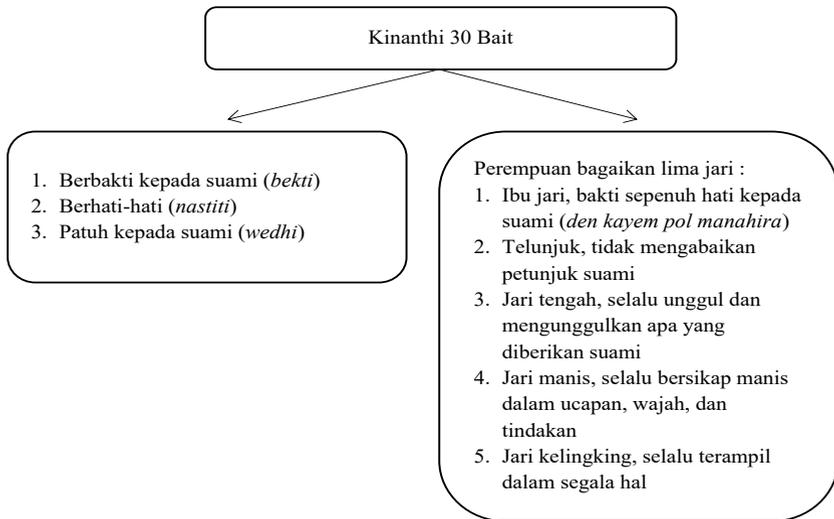 Kinanthi 30 Bait
1. Berbakti kepada suami (bekti)
2. Berhati-hati (nastiti)
3. Patuh kepada suami (wedhi)
Perempuan bagaikan lima jari :
1. Ibu jari, bakti sepenuh hati kepada
suami (den kayem pol manahira)
2. Telunjuk, tidak mengabaikan
petunjuk suami
3. Jari tengah, selalu unggul dan
mengunggulkan apa yang
diberikan suami
4. Jari manis, selalu bersikap manis
dalam ucapan, wajah, dan
tindakan
5. Jari kelingking, selalu terampil
dalam segala hal